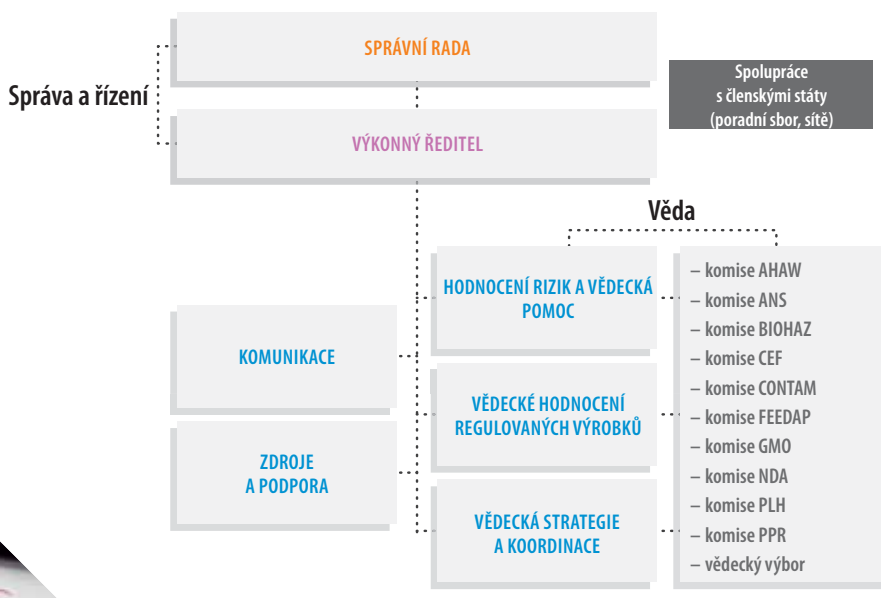 SPRÁVNÍ RADA
Správa a řízení
Spolupráce
s členskými státy
(poradní sbor, sítě)
VÝKONNÝ ŘEDITEL
Věda
HODNOCENÍ RIZIK A VĚDECKÁ
POMOC
KOMUNIKACE
VĚDECKÉ HODNOCENÍ
REGULOVANÝCH VÝROBKŮ
ZDROJE
A PODPORA
VĚDECKÁ STRATEGIE
A KOORDINACE
– komise AHAW
– komise ANS
– komise BIOHAZ
– komise CEF
– komise CONTAM
– komise FEEDAP
– komise GMO
– komise NDA
– komise PLH
– komise PPR
– vědecký výbor